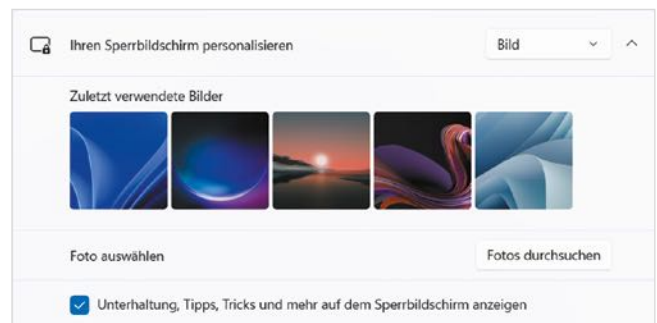 Ihren Sperrbildschirm personalisieren
Bild
Zuletzt verwendete Bilder
Foto auswählen
Fotos durchsuchen
Unterhaltung, Tipps, Tricks und mehr auf dem Sperrbildschirm anzeigen